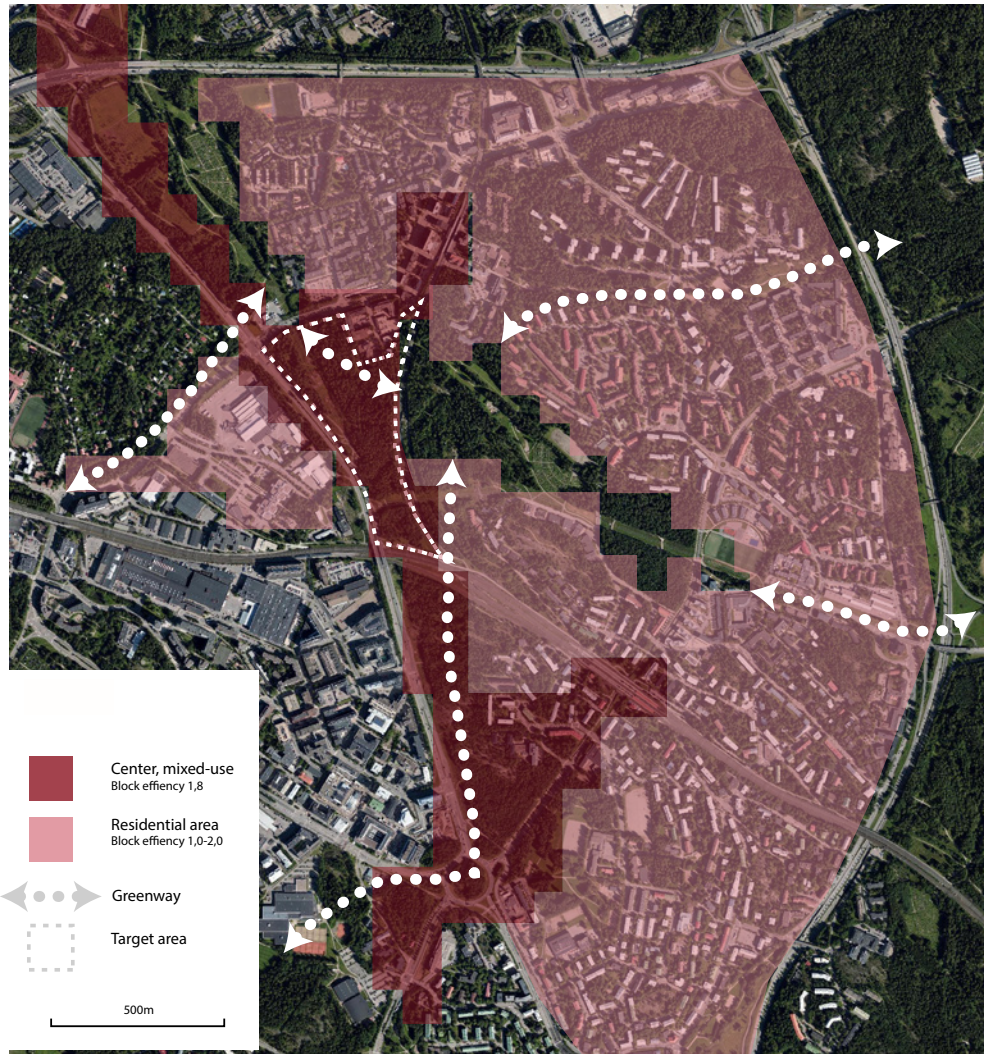 Center, mixed-use
Block effiency 1,8
Residential area
Block effiency 1,0-2,0
Greenway
Target area
500m